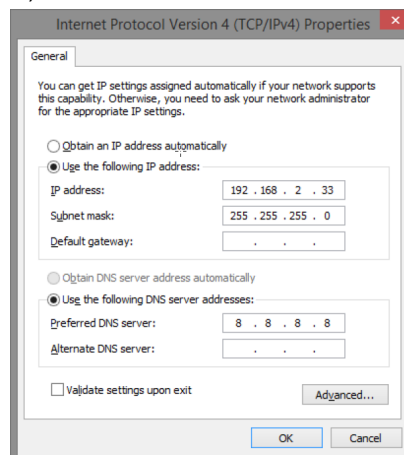 Internet Protocol Version 4 (TCP/IPv4) Properties
General
You can get IP settings assigned automatically if your network supports
this capability. Otherwise, you need to ask your network administrator
for the appropriate IP settings.
Obtain an IP address automatically
Use the following IP address:
IP address: 192 . 168 . 2 . 33
Subnet mask: 255 . 255 . 255 . 0
Default gateway: . . .
Obtain DNS server address automatically
Use the following DNS server addresses:
Preferred DNS server: 8 . 8 . 8 . 8
Alternate DNS server: . . .
Validate settings upon exit
Advanced...
OK Cancel